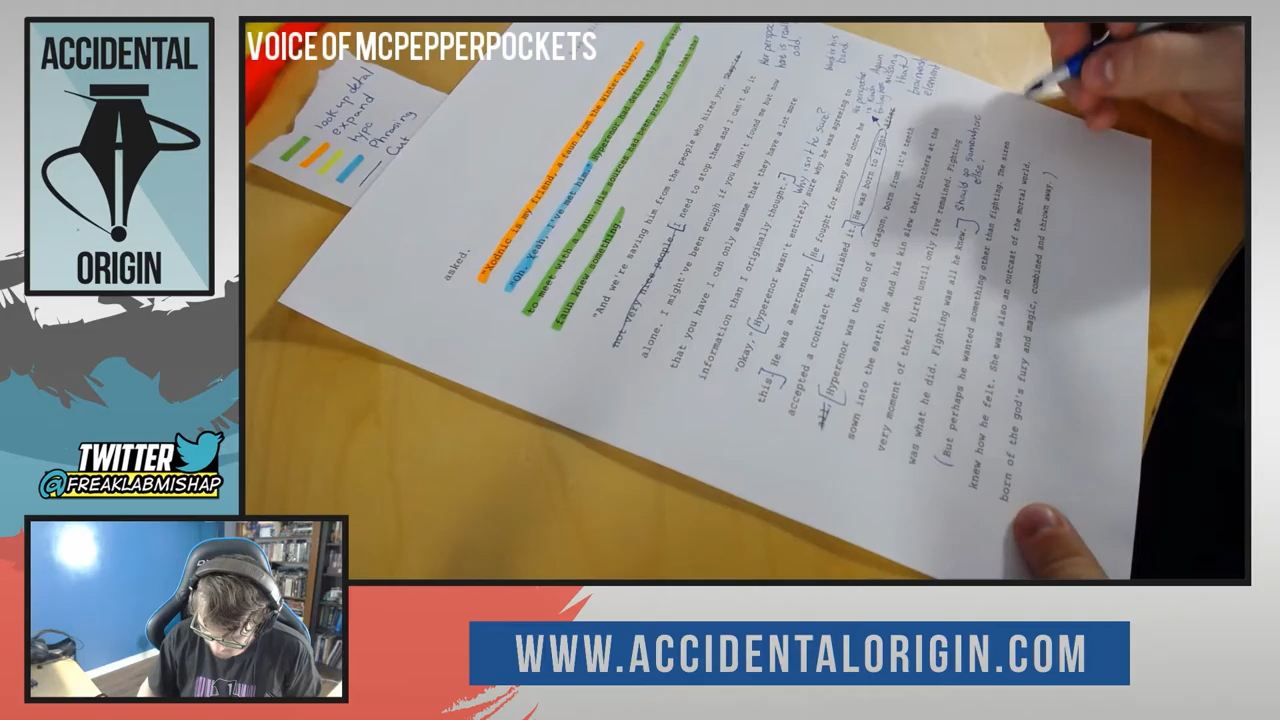 ACCIDENTAL
ORIGIN
VOICE OF MCPEPPERPOCKETS
TWITTER
@FREAKLABMISHAP
WWW.ACCIDENTALORIGIN.COM
look up detail
expand
typo
Phrasing
Cut
asked.
"Xodnic is my friend, a faun from the Winter Valley."
"Oh. Yeah, I've met him." Hyperenor had definitely
to meet with a faun. His sources had been pretty clear that the
faun knew something.
"And we're saving him from the people who hired you.
not very nice people. [I need to stop them and I can't do it
alone. I might've been enough if you hadn't found me but now
that you have I can only assume that they have a lot more
information than I originally thought."]
Why isn't he sure?
"Okay," [Hyperenor wasn't entirely sure why he was agreeing to
this.] He was a mercenary. [He fought for money and once he
accepted a contract he finished it.] He was born to fight
[Hyperenor was the son of a dragon, born from it's teeth
sown into the earth. He and his kin slew their brothers at the
very moment of their birth until only five remained. Fighting
was what he did. Fighting was all he knew.] Should go somewhere
else.
(But perhaps he wanted something other than fighting. The siren
knew how he felt. She was also an outcast of the mortal world,
born of the god's fury and magic, combined and thrown away.)
Again
missing
that
element